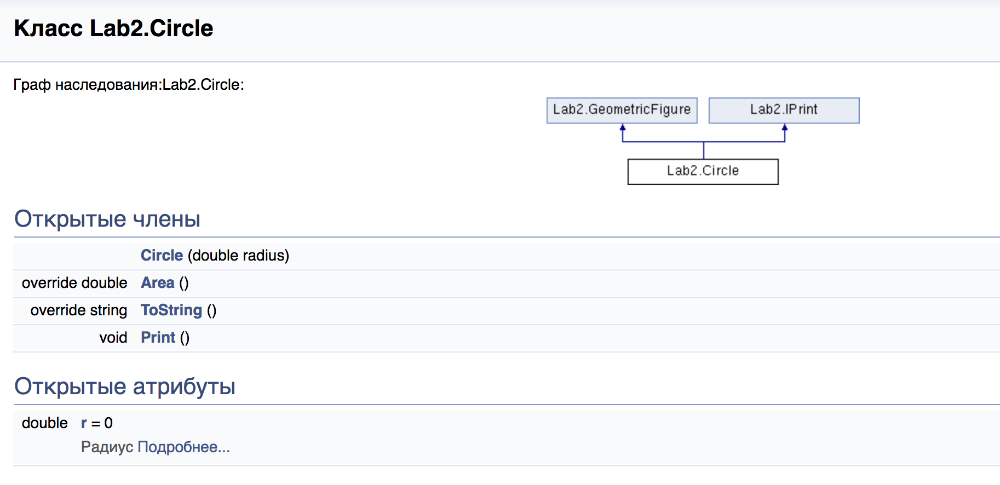 Класс Lab2.Circle
Граф наследования:Lab2.Circle:
Lab2.GeometricFigure Lab2.IPrint
Lab2.Circle
Открытые члены
Circle (double radius)
override double Area ()
override string ToString ()
void Print ()
Открытые атрибуты
double r = 0
Радиус Подробнее...